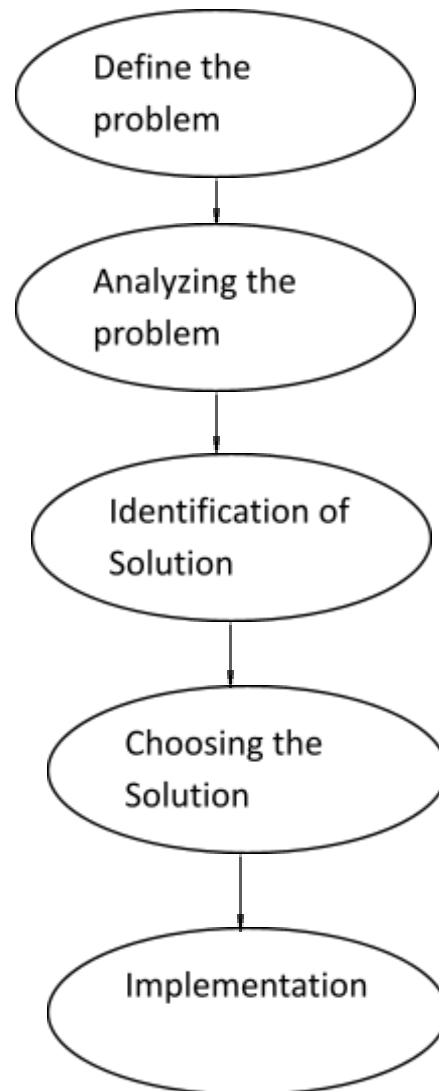 Define the
problem
Analyzing the
problem
Identification of
Solution
Choosing the
Solution
Implementation